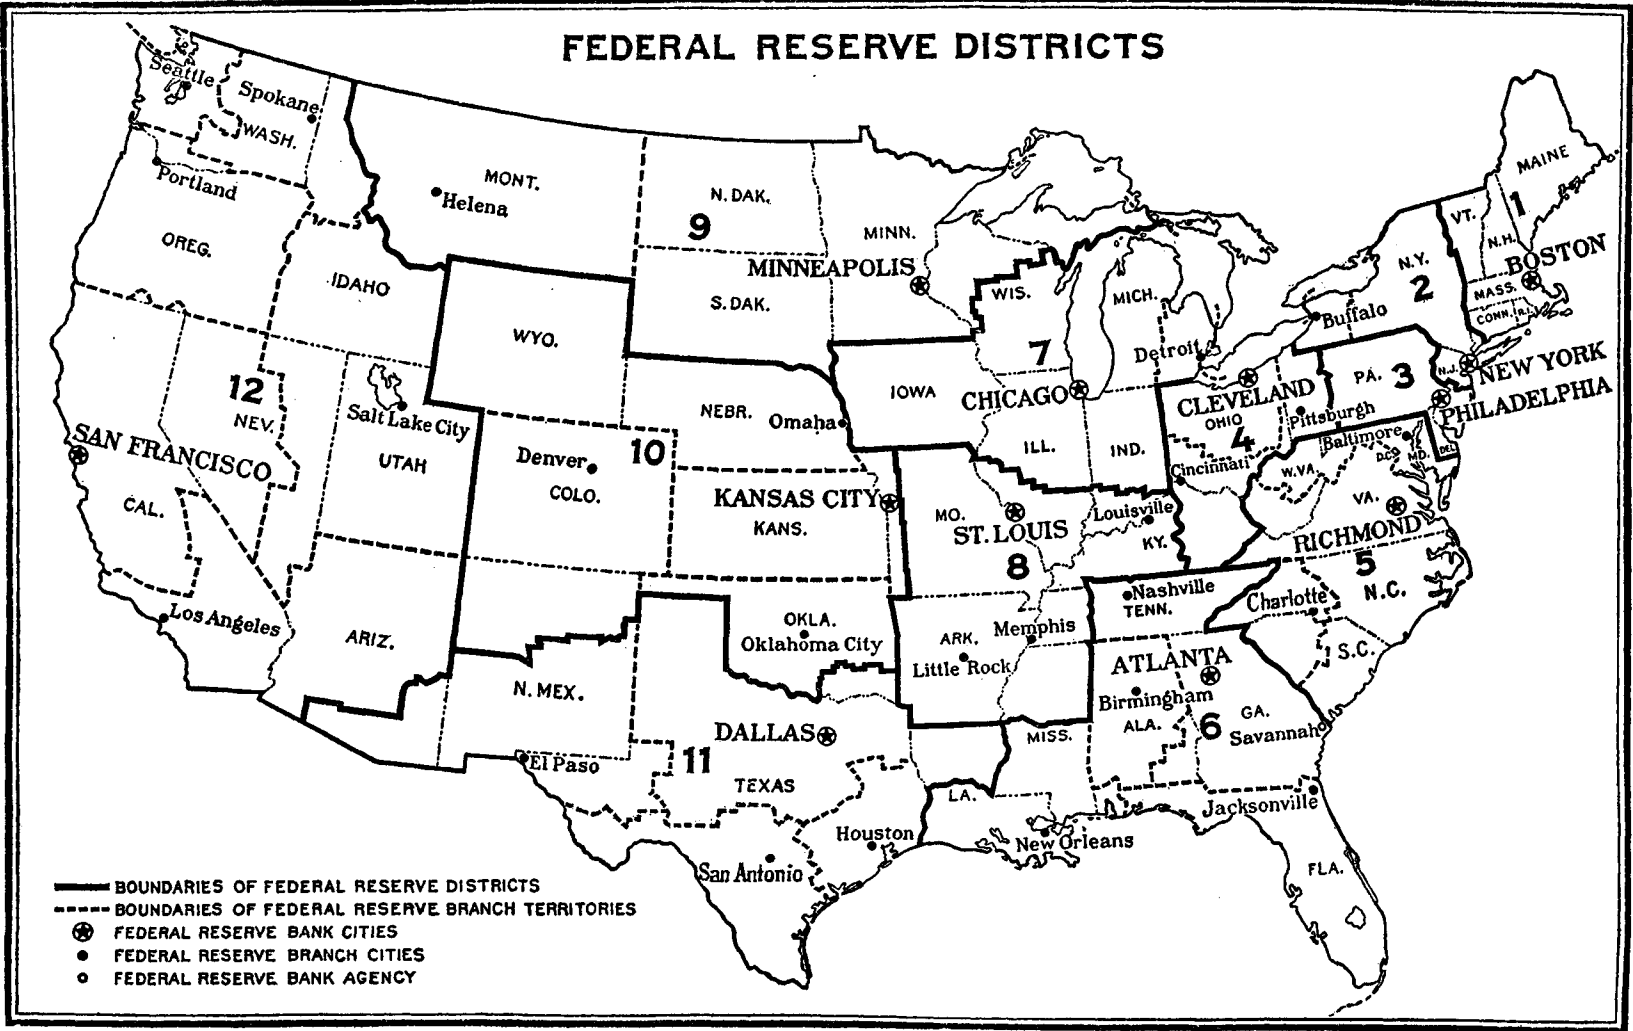 FEDERAL RESERVE DISTRICTS
Seattle
Spokane
WASH.
Portland
MONT.
Helena
N. DAK.
9
MINN.
MAINE
VT.
1
N.H.
OREG.
IDAHO
MINNEAPOLIS
BOSTON
N.Y.
2
MASS.
CONN.
R.I.
WIS.
MICH.
S. DAK.
Buffalo
WYO.
7
Detroit
N.J.
NEW YORK
PA.
3
PHILADELPHIA
12
NEV.
Salt Lake City
IOWA
CHICAGO
CLEVELAND
OHIO
4
Pittsburgh
NEBR.
Omaha
Baltimore
D.C.
MD.
DEL.
SAN FRANCISCO
UTAH
Denver
10
COLO.
ILL.
IND.
Cincinnati
W.VA.
VA.
CAL.
KANSAS CITY
KANS.
MO.
ST. LOUIS
8
Louisville
KY.
RICHMOND
5
Los Angeles
ARIZ.
OKLA.
Oklahoma City
Nashville
TENN.
Charlotte
N.C.
ARK.
Memphis
Little Rock
S.C.
N. MEX.
ATLANTA
Birmingham
ALA.
6
GA.
Savannah
DALLAS
11
TEXAS
El Paso
MISS.
LA.
Jacksonville
Houston
New Orleans
San Antonio
FLA.
BOUNDARIES OF FEDERAL RESERVE DISTRICTS
BOUNDARIES OF FEDERAL RESERVE BRANCH TERRITORIES
FEDERAL RESERVE BANK CITIES
FEDERAL RESERVE BRANCH CITIES
FEDERAL RESERVE BANK AGENCY